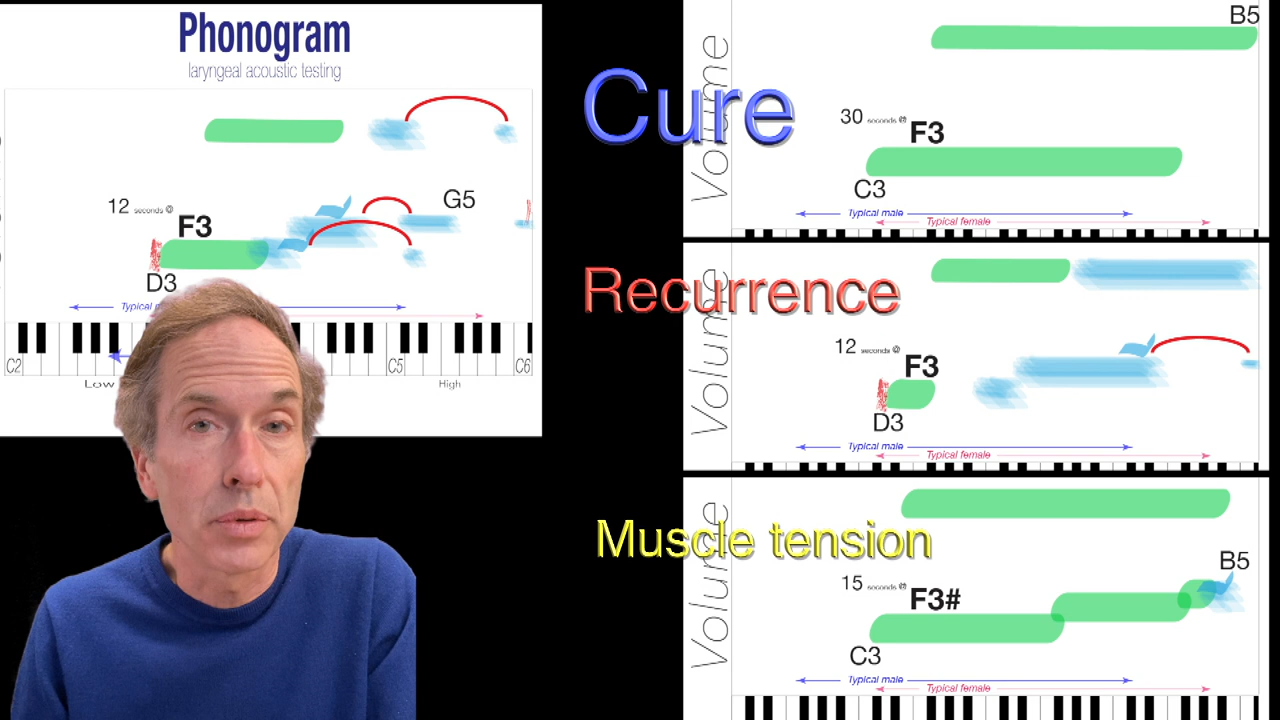 Phonogram
laryngeal acoustic testing
12 seconds @
F3
G5
D3
Typical m
C2
C5
C6
Low
High
Cure
Volume
B5
30 seconds @
F3
C3
Typical male
Typical female
Recurrence
Volume
12 seconds @
F3
D3
Typical male
Typical female
Muscle tension
Volume
B5
15 seconds @
F3#
C3
Typical male
Typical female